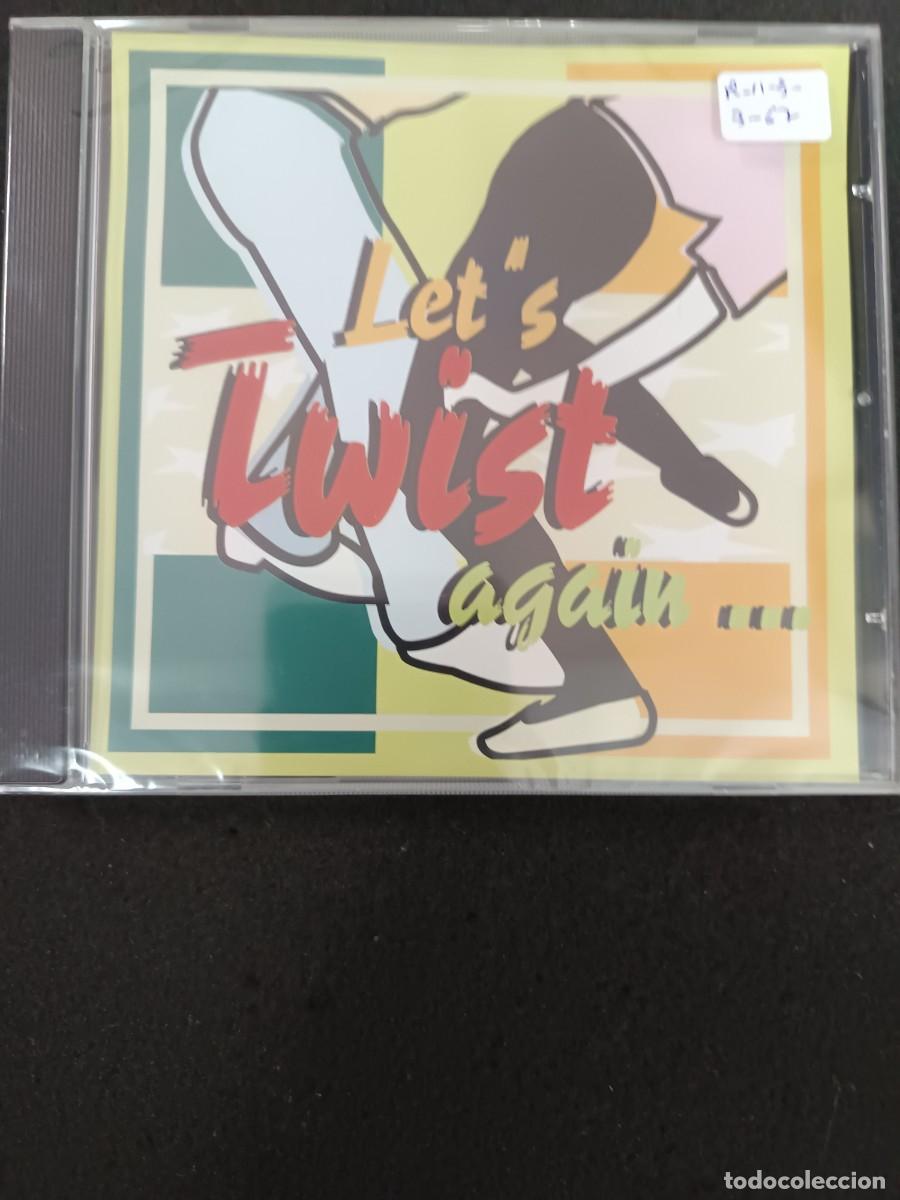 Let's
Twist
again ....
todocoleccion